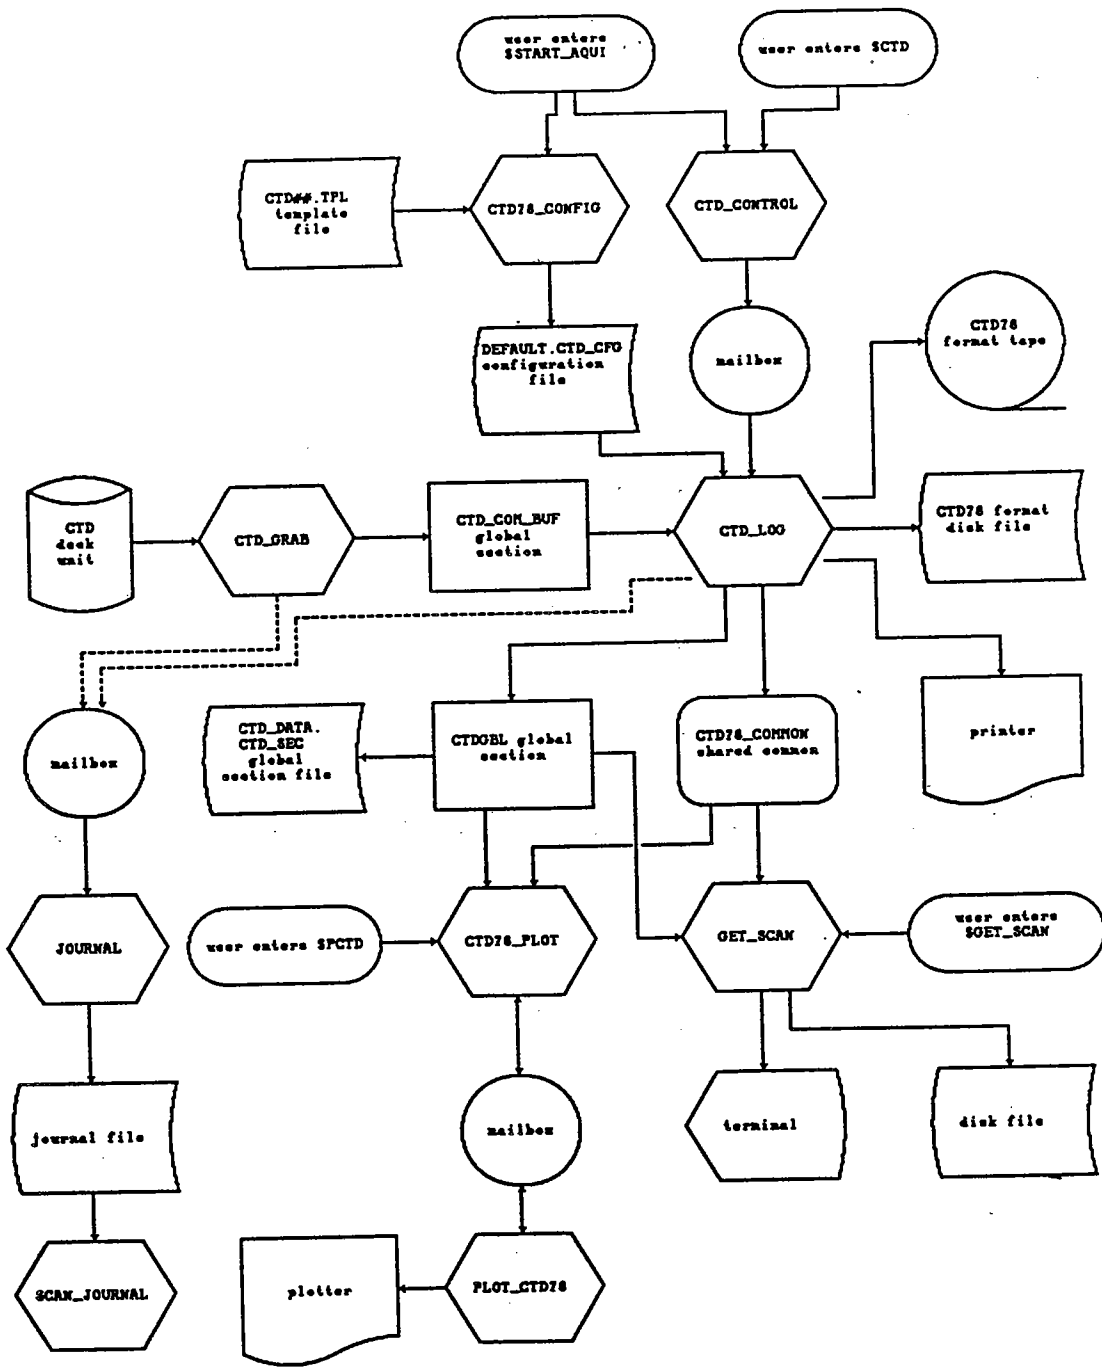 user enters
$START_AQUI
user enters $CTD
CTD##.TPL
template
file
CTD78_CONFIG
CTD_CONTROL
DEFAULT.CTD_CFG
configuration
file
mailbox
CTD78
format tape
CTD
deck
unit
CTD_GRAB
CTD_COM_BUF
global
section
CTD_LOG
CTD78 format
disk file
mailbox
CTD_DATA.
CTD_SEC
global
section file
CTDGBL global
section
CTD78_COMMON
shared common
printer
JOURNAL
user enters $PCTD
CTD78_PLOT
GET_SCAN
user enters
$GET_SCAN
journal file
mailbox
terminal
disk file
SCAN_JOURNAL
plotter
PLOT_CTD78